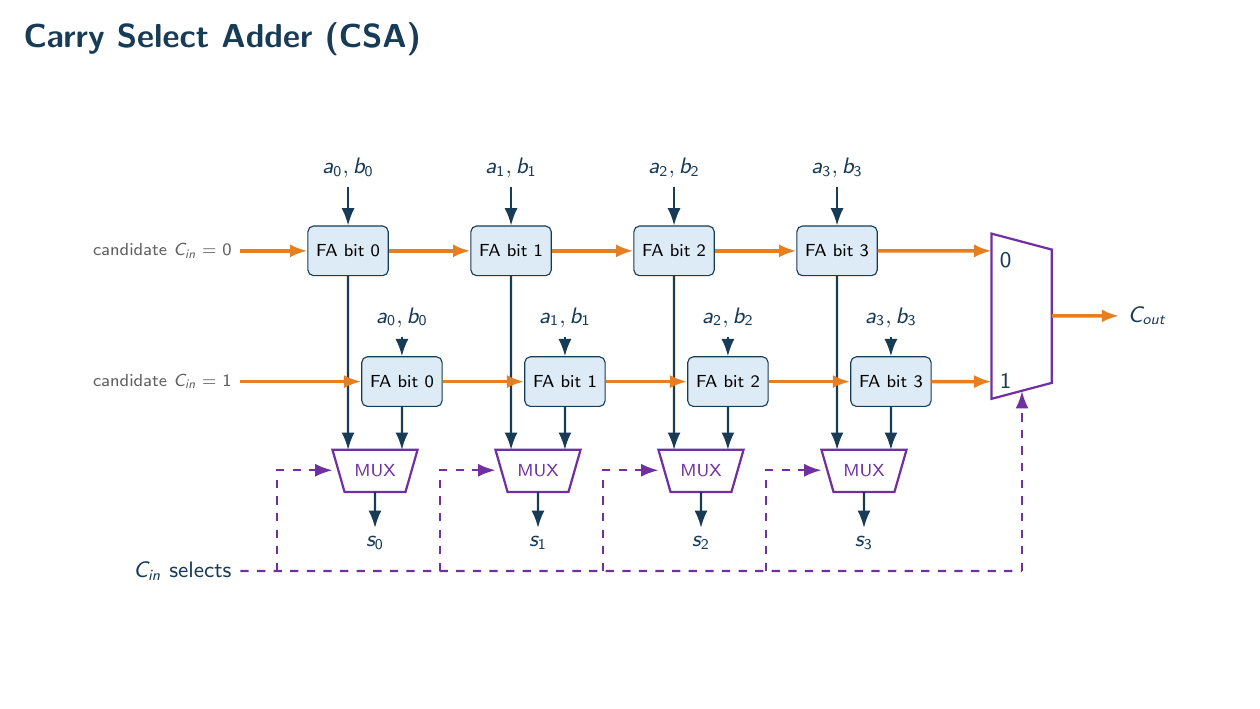 Carry Select Adder (CSA)
a₀, b₀ a₁, b₁ a₂, b₂ a₃, b₃
candidate Cᵢₙ = 0 FA bit 0 FA bit 1 FA bit 2 FA bit 3 0
a₀, b₀ a₁, b₁ a₂, b₂ a₃, b₃ Cₒᵤₜ
candidate Cᵢₙ = 1 FA bit 0 FA bit 1 FA bit 2 FA bit 3 1
MUX MUX MUX MUX
s₀ s₁ s₂ s₃
Cᵢₙ selects